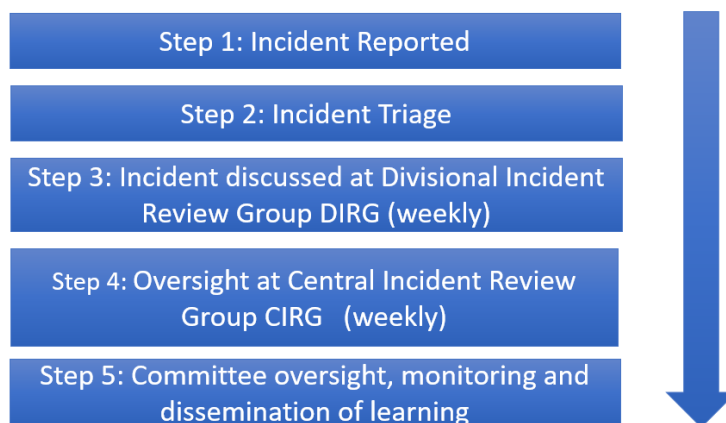 Step 1: Incident Reported
Step 2: Incident Triage
Step 3: Incident discussed at Divisional Incident
Review Group DIRG (weekly)
Step 4: Oversight at Central Incident Review
Group CIRG (weekly)
Step 5: Committee oversight, monitoring and
dissemination of learning